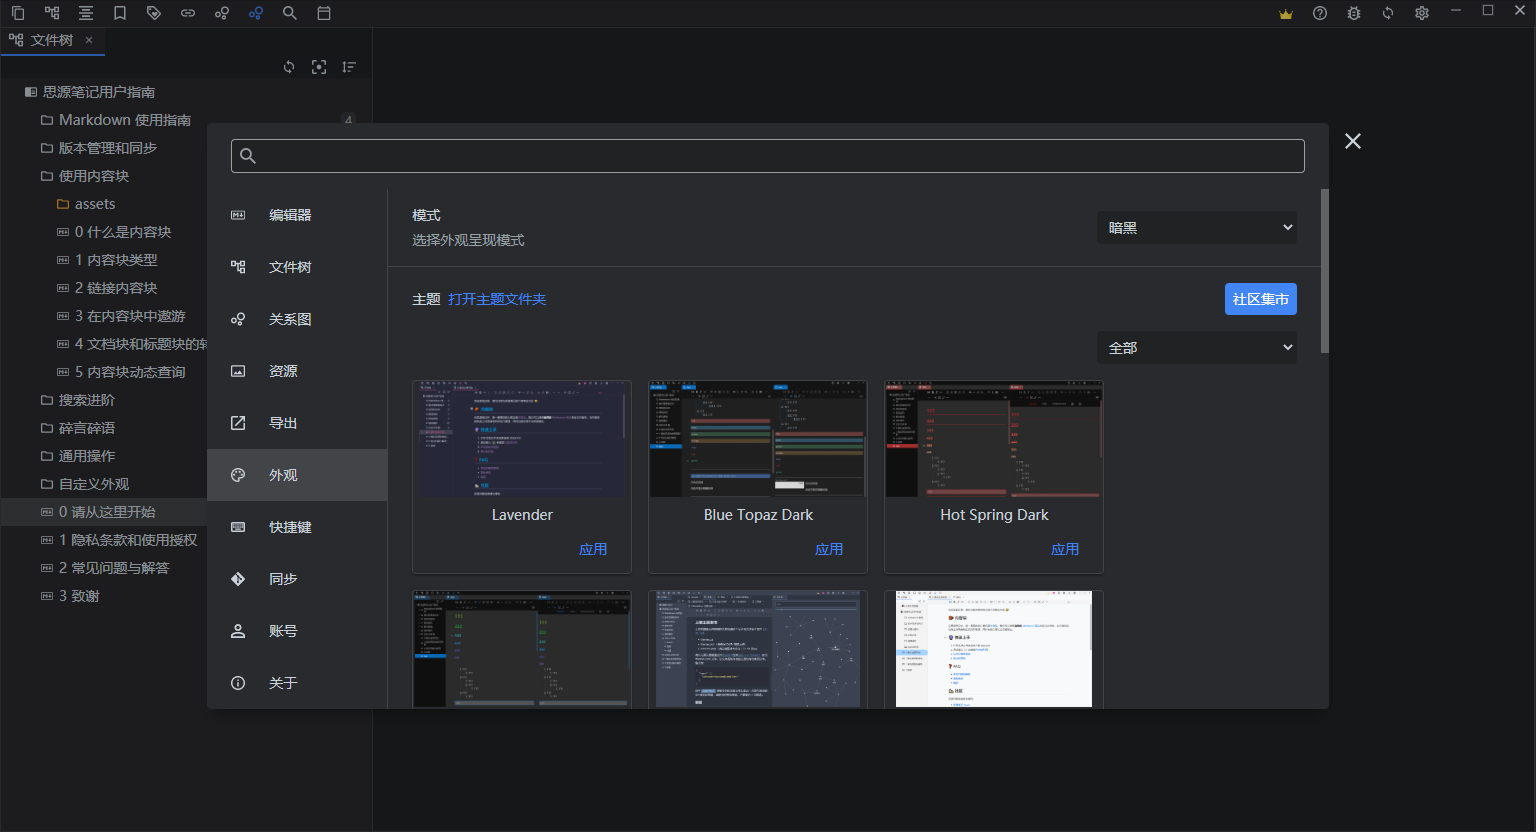 文件树
思源笔记用户指南
Markdown 使用指南
4
版本管理和同步
使用内容块
assets
0 什么是内容块
1 内容块类型
2 链接内容块
3 在内容块中遨游
4 文档块和标题块的转
5 内容块动态查询
搜索进阶
碎言碎语
通用操作
自定义外观
0 请从这里开始
1 隐私条款和使用授权
2 常见问题与解答
3 致谢
编辑器
文件树
关系图
资源
导出
外观
快捷键
同步
账号
关于
模式
选择外观呈现模式
暗黑
主题 打开主题文件夹
社区集市
全部
Lavender
应用
Blue Topaz Dark
应用
Hot Spring Dark
应用